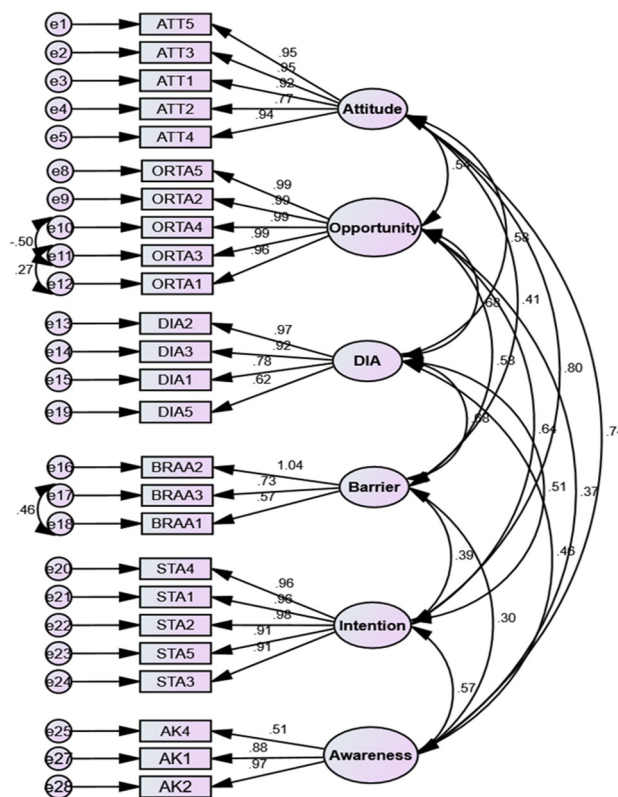 e1 ATT5
e2 ATT3
e3 ATT1
e4 ATT2
e5 ATT4
.95
.95
.92
.77
.94
Attitude
e8 ORTA5
e9 ORTA2
e10 ORTA4
e11 ORTA3
e12 ORTA1
-.50
.27
.99
.99
.99
.99
.96
Opportunity
e13 DIA2
e14 DIA3
e15 DIA1
e19 DIA5
.97
.92
.78
.62
DIA
e16 BRAA2
e17 BRAA3
e18 BRAA1
.46
1.04
.73
.57
Barrier
e20 STA4
e21 STA1
e22 STA2
e23 STA5
e24 STA3
.96
.96
.98
.91
.91
Intention
e25 AK4
e27 AK1
e28 AK2
.51
.88
.97
Awareness
.54
.58
.68
.41
.58
.80
.64
.51
.37
.46
.39
.30
.57